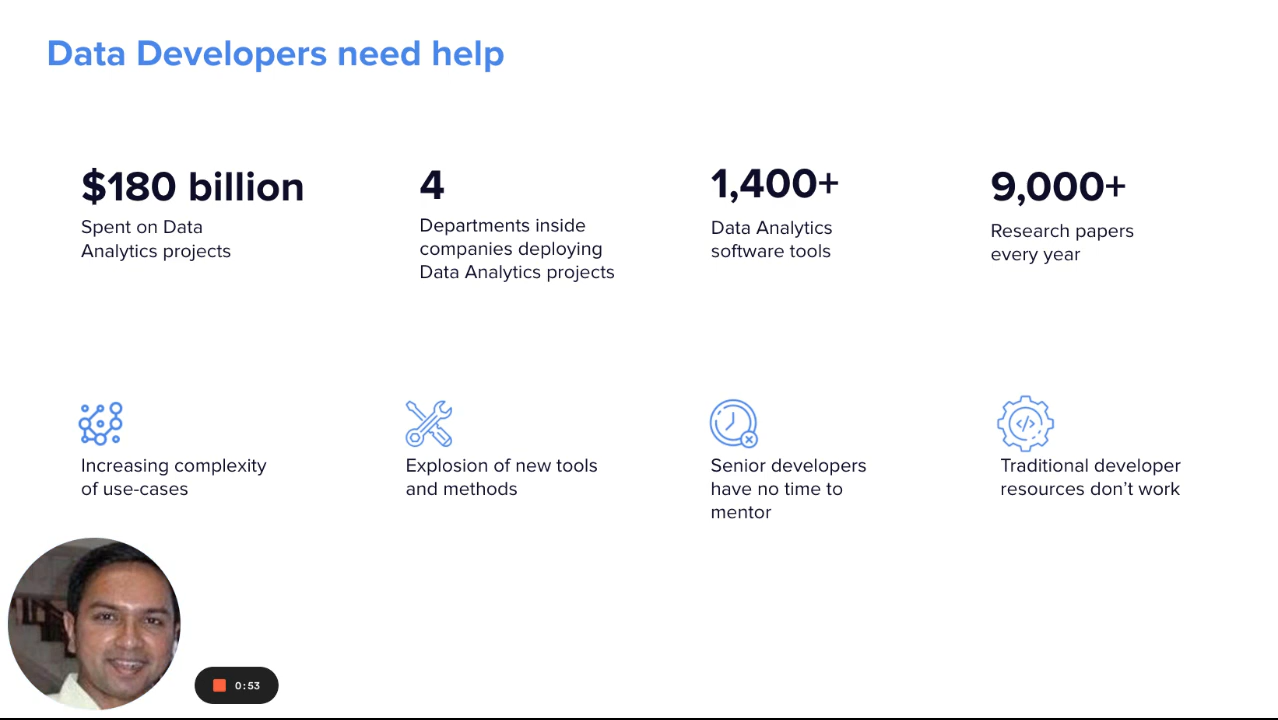 Data Developers need help
$180 billion
Spent on Data
Analytics projects
4
Departments inside
companies deploying
Data Analytics projects
1,400+
Data Analytics
software tools
9,000+
Research papers
every year
Increasing complexity
of use-cases
Explosion of new tools
and methods
Senior developers
have no time to
mentor
Traditional developer
resources don’t work
0:53